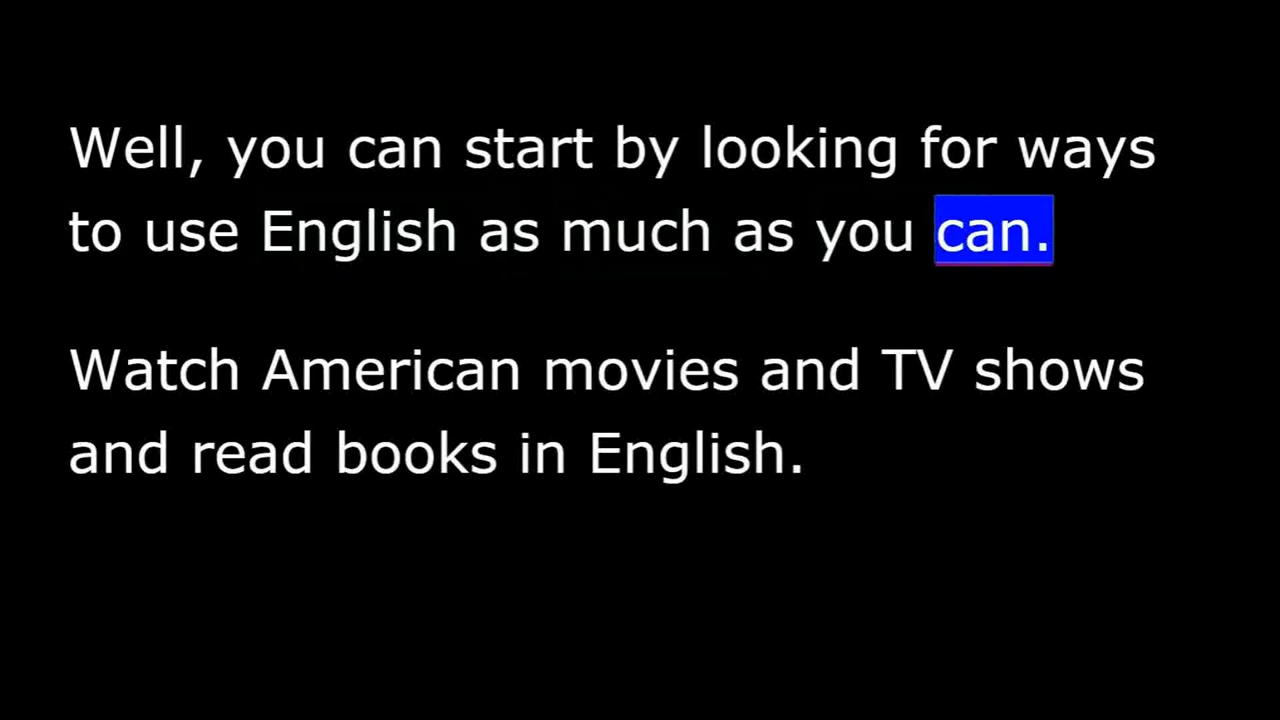 Well, you can start by looking for ways
to use English as much as you can.
Watch American movies and TV shows
and read books in English.